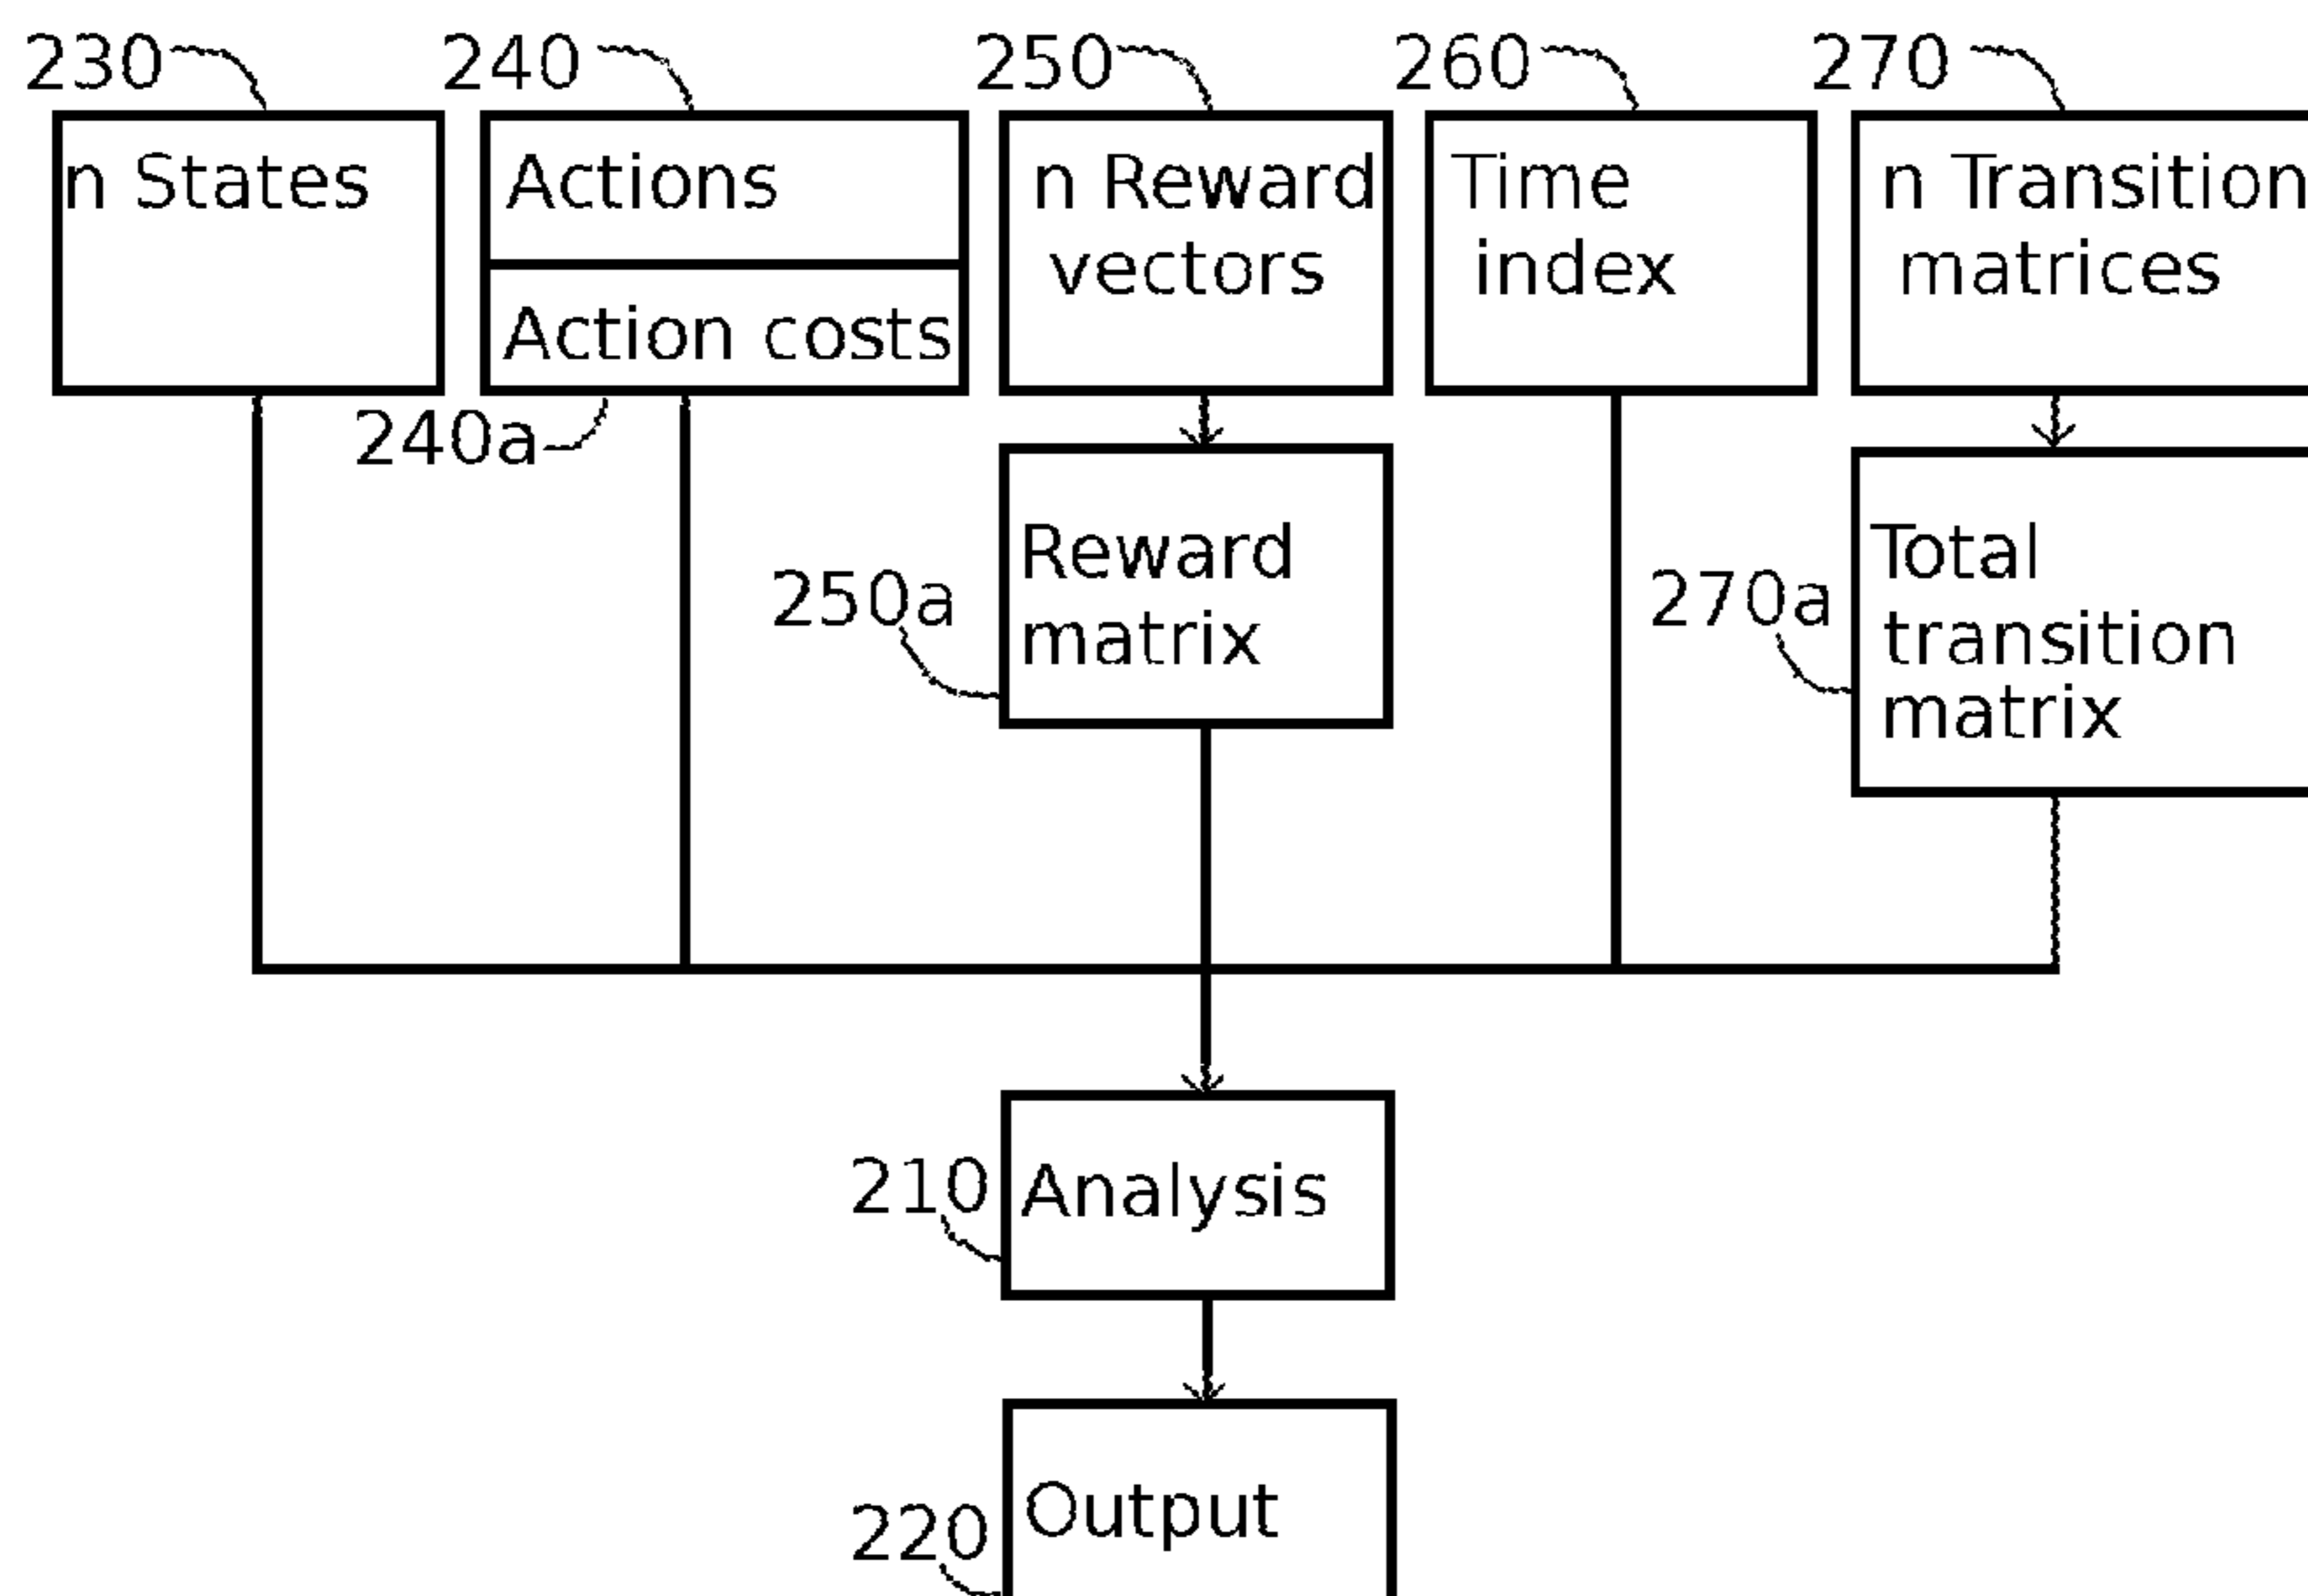 230
240
250
260
270
n States
Actions
Action costs
n Reward
vectors
Time
index
n Transition
matrices
240a
250a
Reward
matrix
270a
Total
transition
matrix
210
Analysis
220
Output